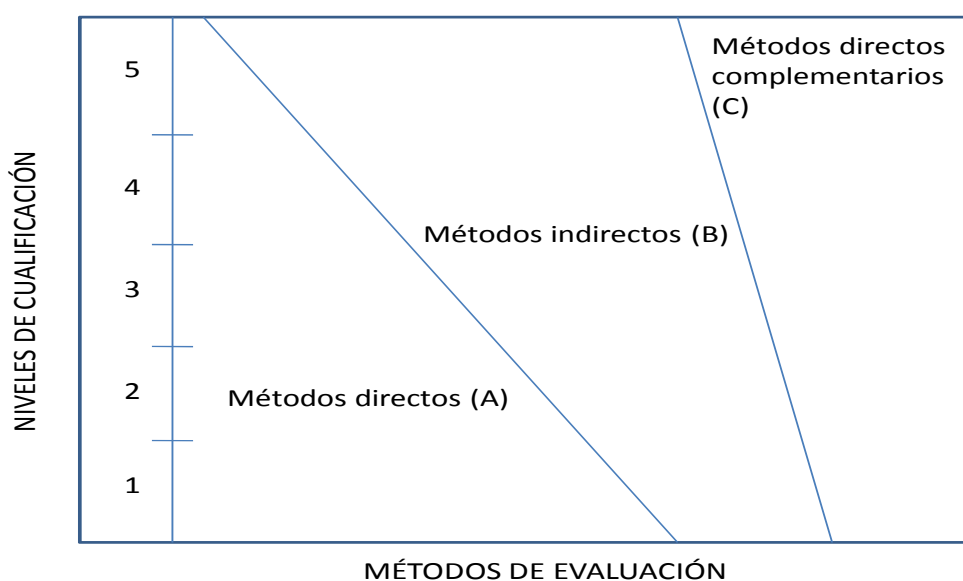 Métodos directos
complementarios
(C)
5
4
Métodos indirectos (B)
3
2
Métodos directos (A)
1
NIVELES DE CUALIFICACIÓN
MÉTODOS DE EVALUACIÓN